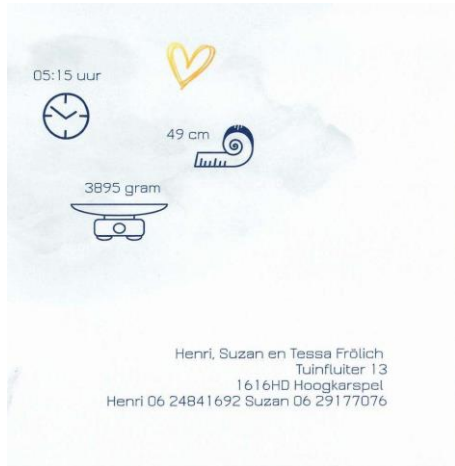 05:15 uur
49 cm
3895 gram
Henri, Suzan en Tessa Frölich
Tuinfluiter 13
1616HD Hoogkarspel
Henri 06 24841692 Suzan 06 29177076